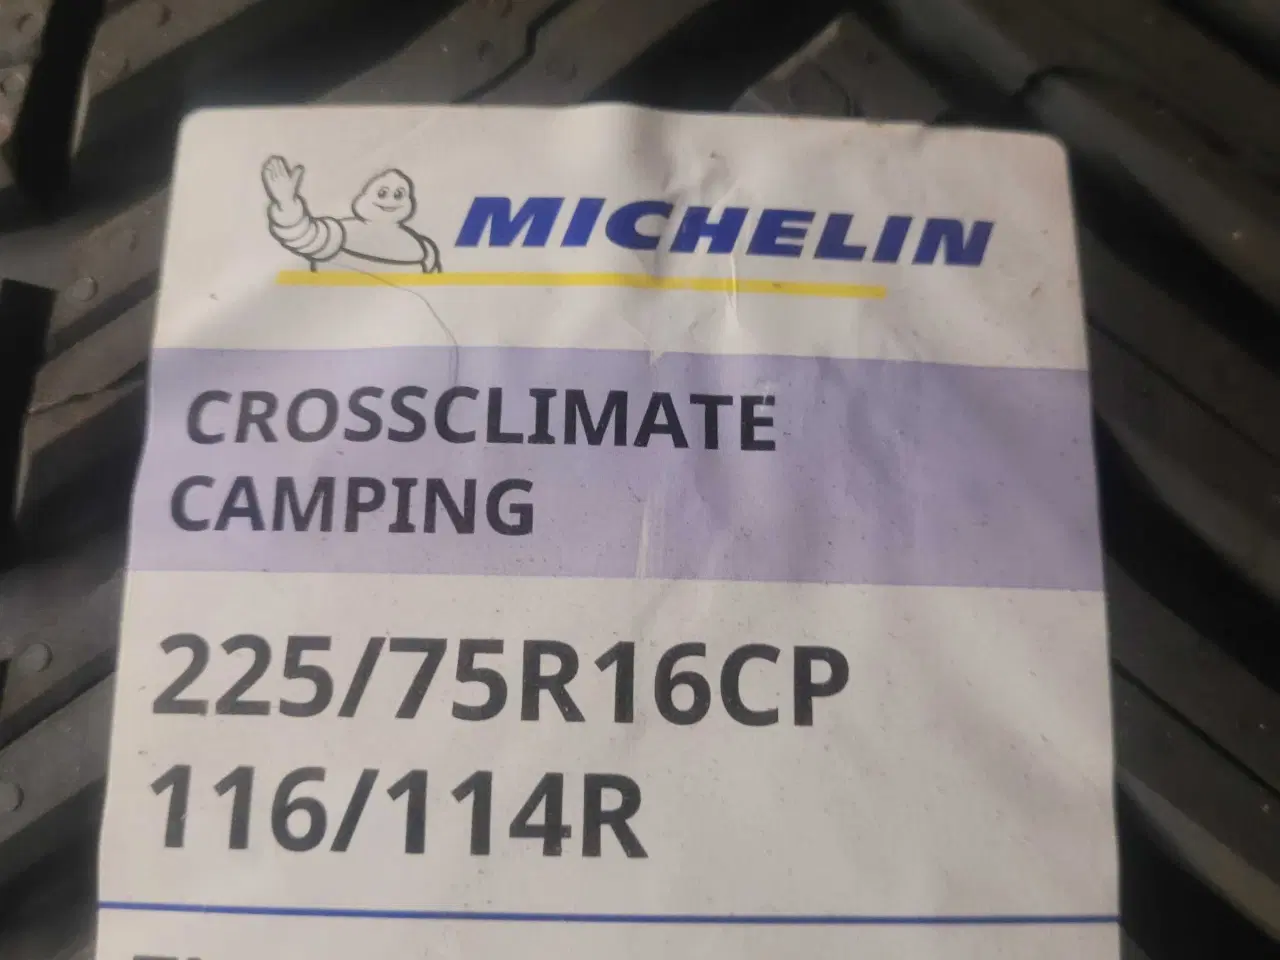 MICHELIN
CROSSCLIMATE
CAMPING
225/75R16CP
116/114R